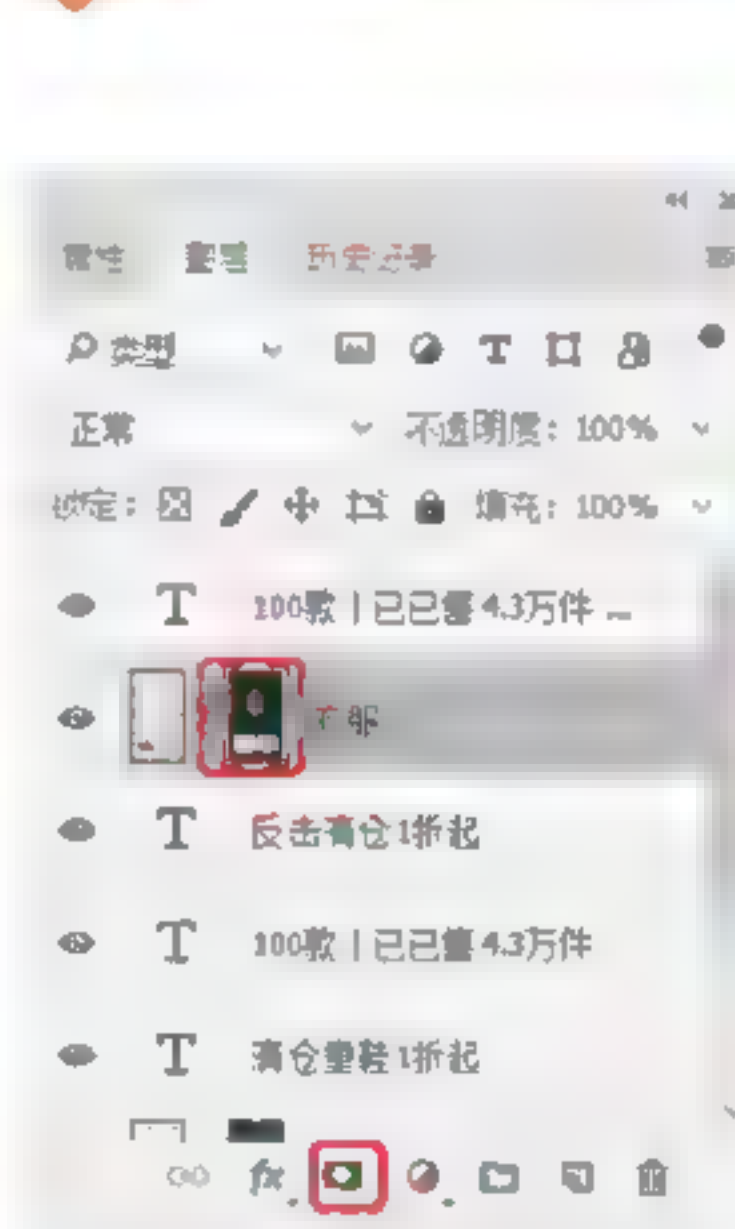 属性 图层 历史记录
类型
正常 不透明度: 100%
锁定: 填充: 100%
T 100款 | 已已售 4.3万件 ...
T 反击清仓 1折起
T 100款 | 已已售 4.3万件
T 清仓童鞋 1折起
fx